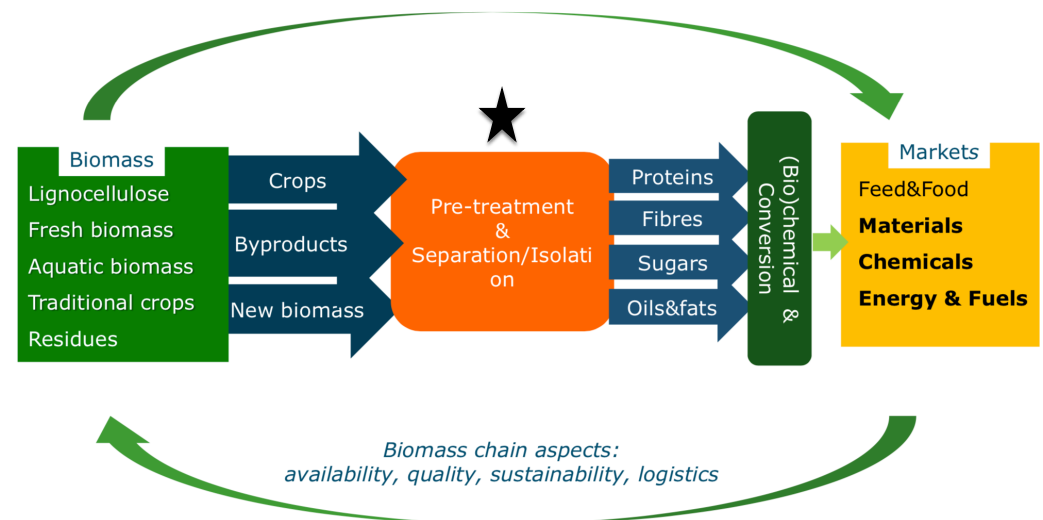 Biomass
Lignocellulose
Fresh biomass
Aquatic biomass
Traditional crops
Residues
Crops
Byproducts
New biomass
Pre-treatment
&
Separation/Isolati
on
Proteins
Fibres
Sugars
Oils&fats
(Bio)chemical &
Conversion
Markets
Feed&Food
Materials
Chemicals
Energy & Fuels
Biomass chain aspects:
availability, quality, sustainability, logistics